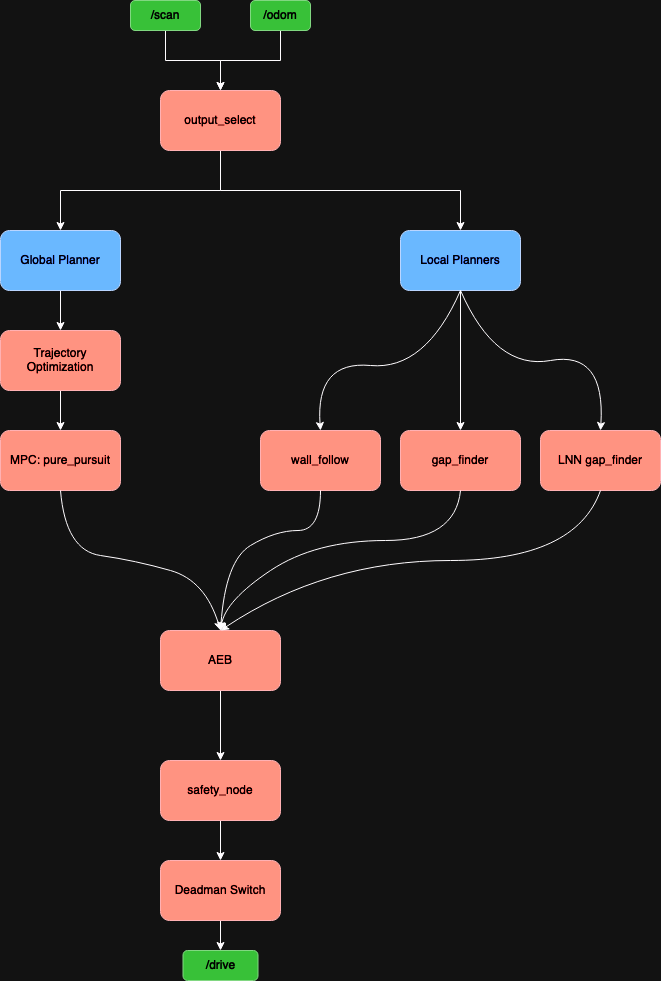 /scan
/odom
output_select
Global Planner
Local Planners
Trajectory
Optimization
MPC: pure_pursuit
wall_follow
gap_finder
LNN gap_finder
AEB
safety_node
Deadman Switch
/drive